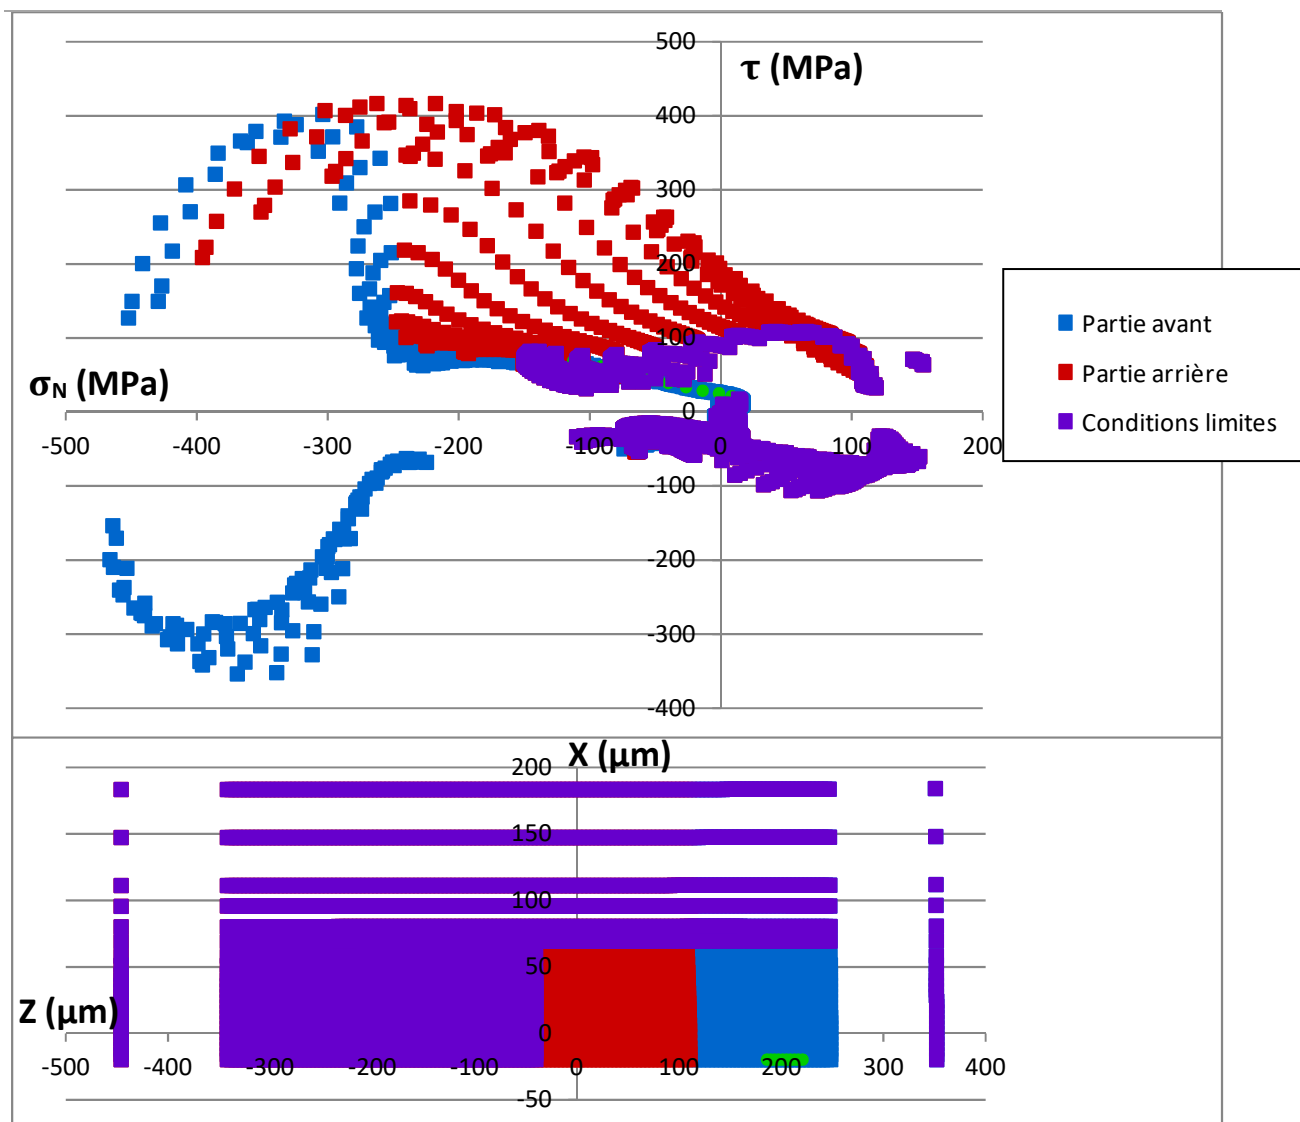 500
τ (MPa)
400
300
200
100
σN (MPa)
0
-500 -400 -300 -200 -100 0 100 200
-100
-200
-300
-400
Partie avant
Partie arrière
Conditions limites
X (µm)
200
150
100
50
Z (µm)
0
-500 -400 -300 -200 -100 0 100 200 300 400
-50